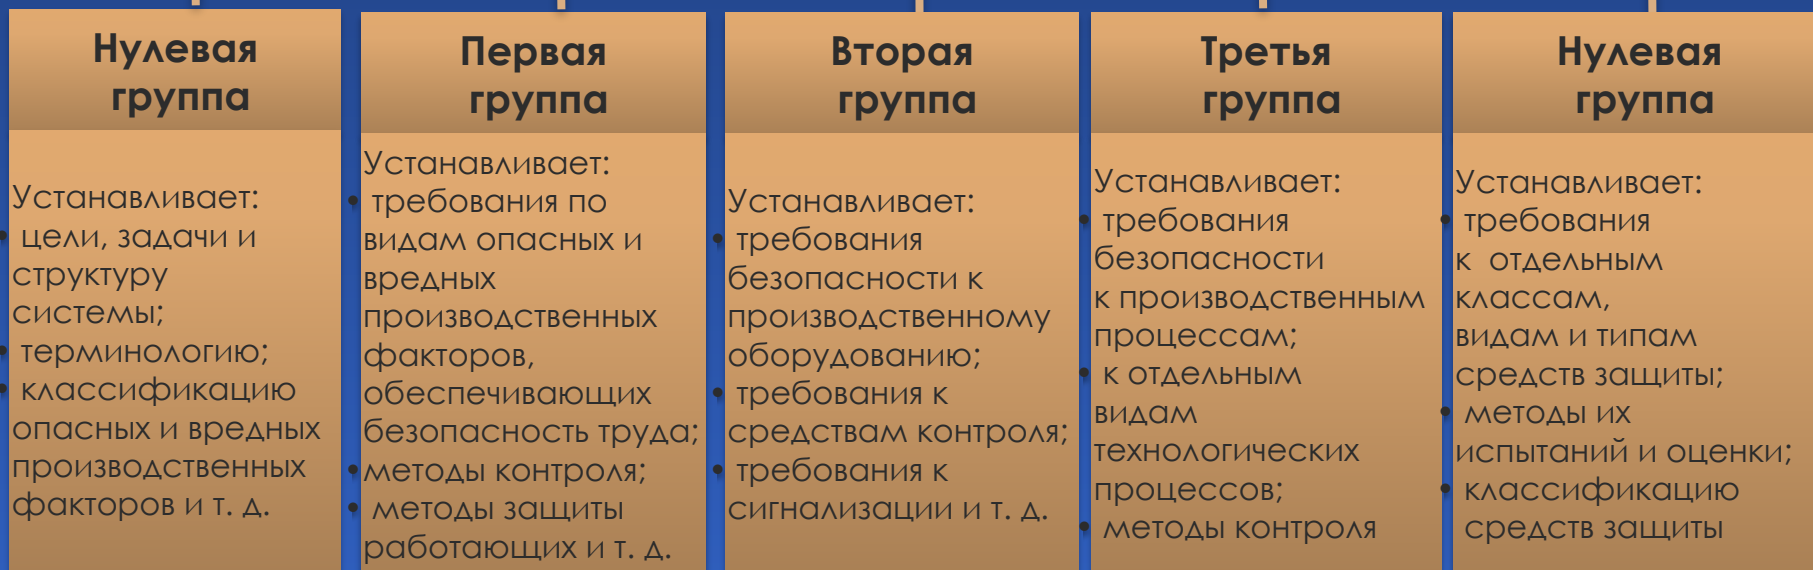 Нулевая
группа
Устанавливает:
• цели, задачи и
структуру
системы;
• терминологию;
• классификацию
опасных и вредных
производственных
факторов и т. д.
Первая
группа
Устанавливает:
• требования по
видам опасных и
вредных
производственных
факторов,
обеспечивающих
безопасность труда;
• методы контроля;
• методы защиты
работающих и т. д.
Вторая
группа
Устанавливает:
• требования
безопасности к
производственному
оборудованию;
• требования к
средствам контроля;
• требования к
сигнализации и т. д.
Третья
группа
Устанавливает:
• требования
безопасности
к производственным
процессам;
• к отдельным
видам
технологических
процессов;
• методы контроля
Нулевая
группа
Устанавливает:
• требования
к отдельным
классам,
видам и типам
средств защиты;
• методы их
испытаний и оценки;
• классификацию
средств защиты